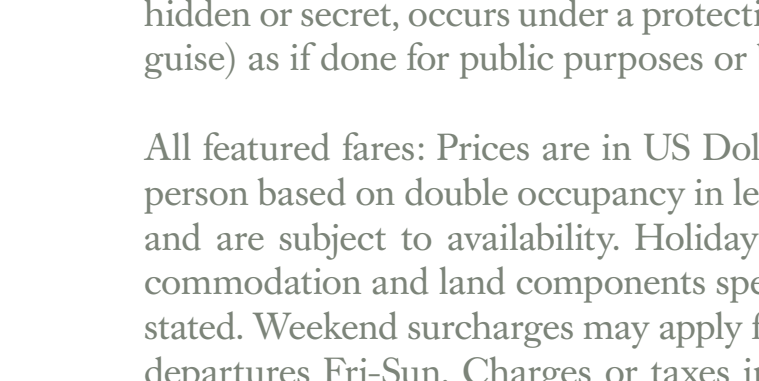 hidden or secret, occurs under a protecti
guise) as if done for public purposes or
All featured fares: Prices are in US Dol
person based on double occupancy in le
and are subject to availability. Holiday
commodation and land components spe
stated. Weekend surcharges may apply f
departures Fri-Sun. Charges or taxes i